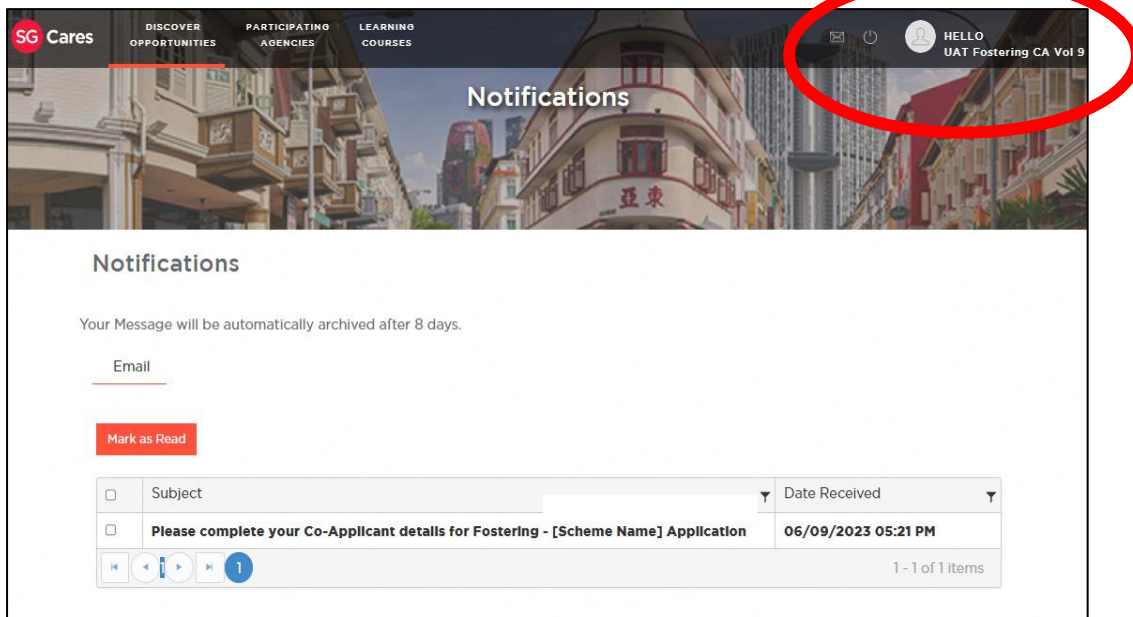 SG Cares
DISCOVER
OPPORTUNITIES
PARTICIPATING
AGENCIES
LEARNING
COURSES
HELLO
UAT Fostering CA Vol 9
Notifications
亞東
Notifications
Your Message will be automatically archived after 8 days.
Email
Mark as Read
Subject
Date Received
Please complete your Co-Applicant details for Fostering - [Scheme Name] Application
06/09/2023 05:21 PM
1
1
1 - 1 of 1 items